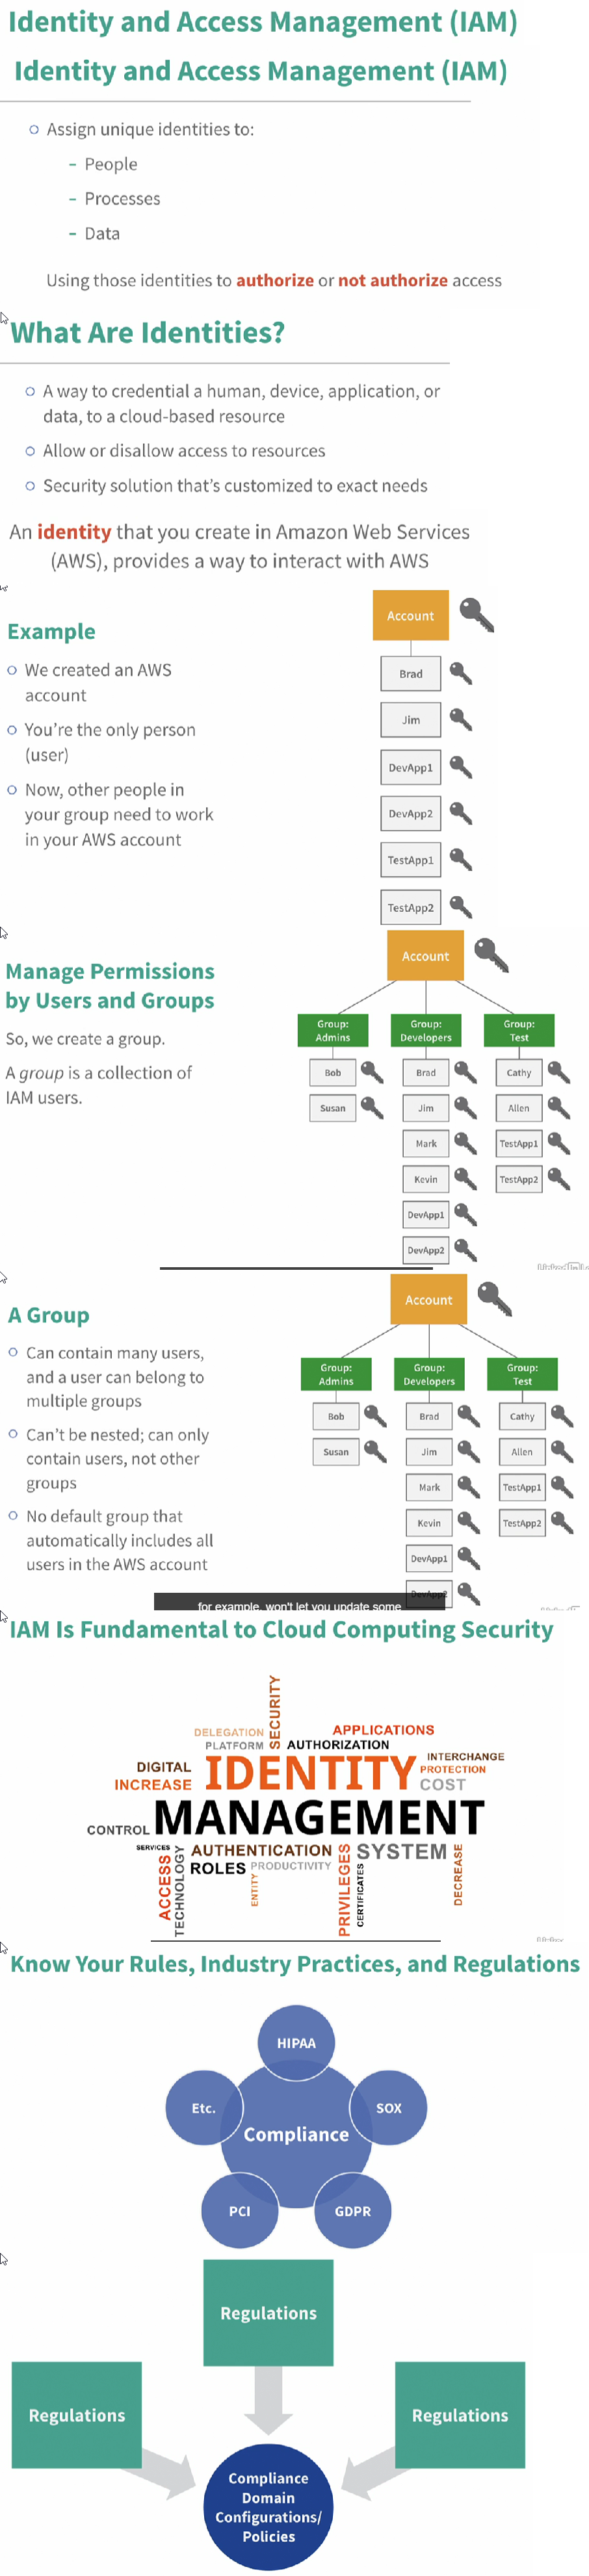 Identity and Access Management (IAM)
Identity and Access Management (IAM)
Assign unique identities to:
- People
- Processes
- Data
Using those identities to authorize or not authorize access
What Are Identities?
A way to credential a human, device, application, or
data, to a cloud-based resource
Allow or disallow access to resources
Security solution that's customized to exact needs
An identity that you create in Amazon Web Services
(AWS), provides a way to interact with AWS
Example
We created an AWS
account
You're the only person
(user)
Now, other people in
your group need to work
in your AWS account
Account
Brad
Jim
DevApp1
DevApp2
TestApp1
TestApp2
Manage Permissions
by Users and Groups
So, we create a group.
A group is a collection of
IAM users.
Account
Group:
Admins
Bob
Susan
Group:
Developers
Brad
Jim
Mark
Kevin
DevApp1
DevApp2
Group:
Test
Cathy
Allen
TestApp1
TestApp2
A Group
Can contain many users,
and a user can belong to
multiple groups
Can't be nested; can only
contain users, not other
groups
No default group that
automatically includes all
users in the AWS account
Account
Group:
Admins
Bob
Susan
Group:
Developers
Brad
Jim
Mark
Kevin
DevApp1
DevApp2
Group:
Test
Cathy
Allen
TestApp1
TestApp2
for example, won't let you update some
IAM Is Fundamental to Cloud Computing Security
SECURITY
DELEGATION
APPLICATIONS
PLATFORM
AUTHORIZATION
DIGITAL
IDENTITY
INTERCHANGE
PROTECTION
INCREASE
COST
CONTROL
MANAGEMENT
SERVICES
AUTHENTICATION
SYSTEM
ROLES
PRODUCTIVITY
ACCESS
TECHNOLOGY
ENTITY
PRIVILEGES
CERTIFICATES
DECREASE
Know Your Rules, Industry Practices, and Regulations
HIPAA
Etc.
SOX
Compliance
PCI
GDPR
Regulations
Regulations
Regulations
Compliance
Domain
Configurations/
Policies